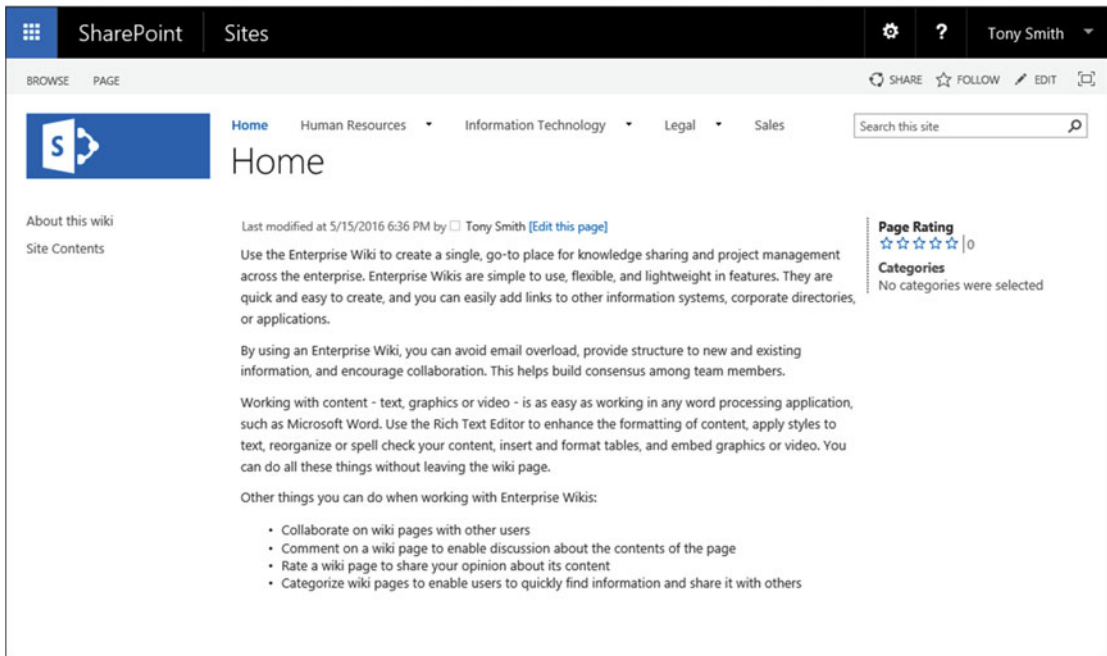 SharePoint Sites ? Tony Smith
BROWSE PAGE SHARE FOLLOW EDIT
S
Home Human Resources Information Technology Legal Sales Search this site
Home
About this wiki
Site Contents
Last modified at 5/15/2016 6:36 PM by Tony Smith [Edit this page]
Use the Enterprise Wiki to create a single, go-to place for knowledge sharing and project management
across the enterprise. Enterprise Wikis are simple to use, flexible, and lightweight in features. They are
quick and easy to create, and you can easily add links to other information systems, corporate directories,
or applications.
By using an Enterprise Wiki, you can avoid email overload, provide structure to new and existing
information, and encourage collaboration. This helps build consensus among team members.
Working with content - text, graphics or video - is as easy as working in any word processing application,
such as Microsoft Word. Use the Rich Text Editor to enhance the formatting of content, apply styles to
text, reorganize or spell check your content, insert and format tables, and embed graphics or video. You
can do all these things without leaving the wiki page.
Other things you can do when working with Enterprise Wikis:
• Collaborate on wiki pages with other users
• Comment on a wiki page to enable discussion about the contents of the page
• Rate a wiki page to share your opinion about its content
• Categorize wiki pages to enable users to quickly find information and share it with others
Page Rating
0
Categories
No categories were selected